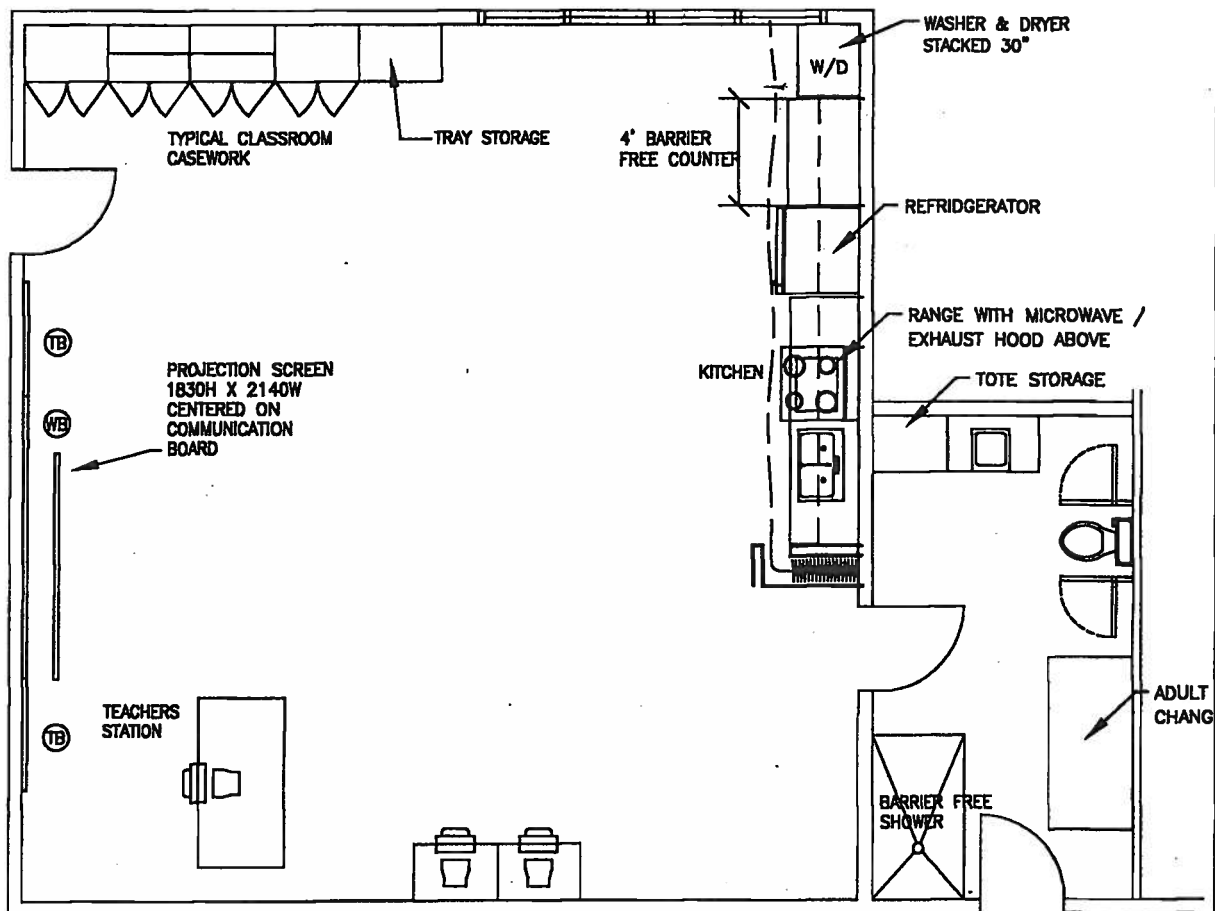 WASHER & DRYER
STACKED 30"
W/D
TYPICAL CLASSROOM
CASEWORK
TRAY STORAGE
4' BARRIER
FREE COUNTER
REFRIDGERATOR
RANGE WITH MICROWAVE /
EXHAUST HOOD ABOVE
KITCHEN
TOTE STORAGE
TB
WB
PROJECTION SCREEN
1830H X 2140W
CENTERED ON
COMMUNICATION
BOARD
TEACHERS
STATION
TB
ADULT
CHANG
BARRIER FREE
SHOWER